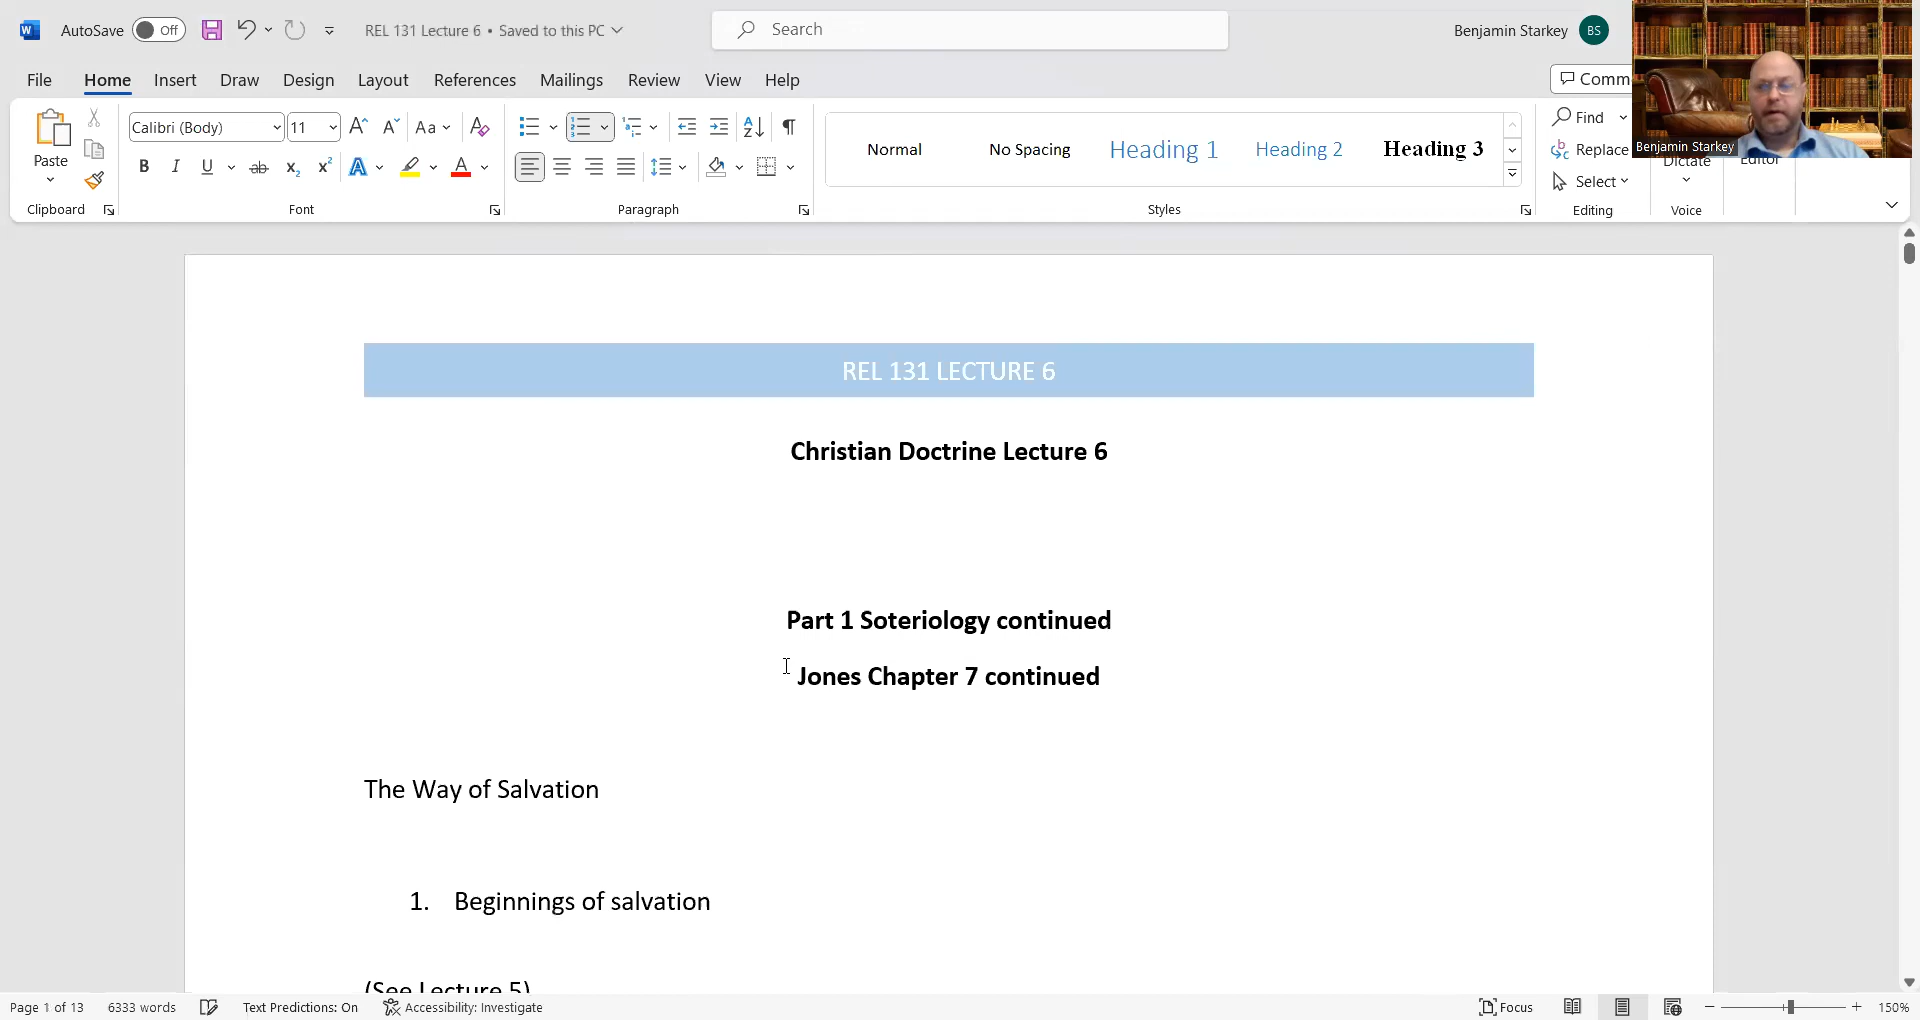 AutoSave Off REL 131 Lecture 6 • Saved to this PC Search Benjamin Starkey BS
File Home Insert Draw Design Layout References Mailings Review View Help Comm
Paste Calibri (Body) 11 Aa Normal No Spacing Heading 1 Heading 2 Heading 3 Find Replace Select Dictate Editor
Benjamin Starkey
Clipboard Font Paragraph Styles Editing Voice
REL 131 LECTURE 6
Christian Doctrine Lecture 6
Part 1 Soteriology continued
Jones Chapter 7 continued
The Way of Salvation
1. Beginnings of salvation
(See Lecture 5)
Page 1 of 13 6333 words Text Predictions: On Accessibility: Investigate Focus 150%